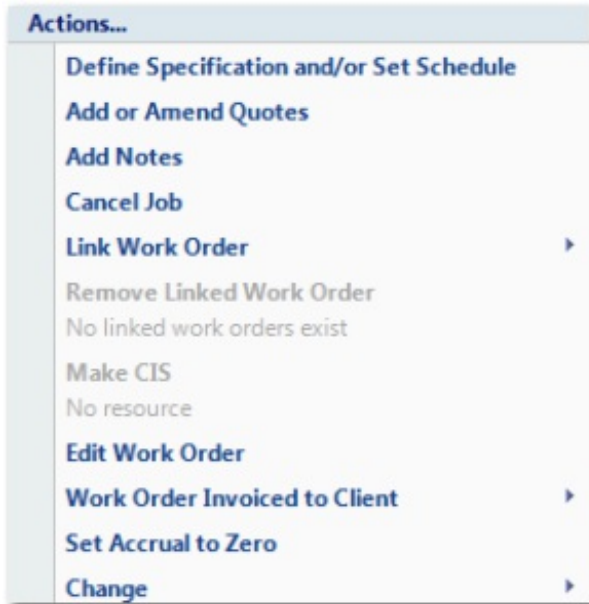 Actions...
Define Specification and/or Set Schedule
Add or Amend Quotes
Add Notes
Cancel Job
Link Work Order
Remove Linked Work Order
No linked work orders exist
Make CIS
No resource
Edit Work Order
Work Order Invoiced to Client
Set Accrual to Zero
Change